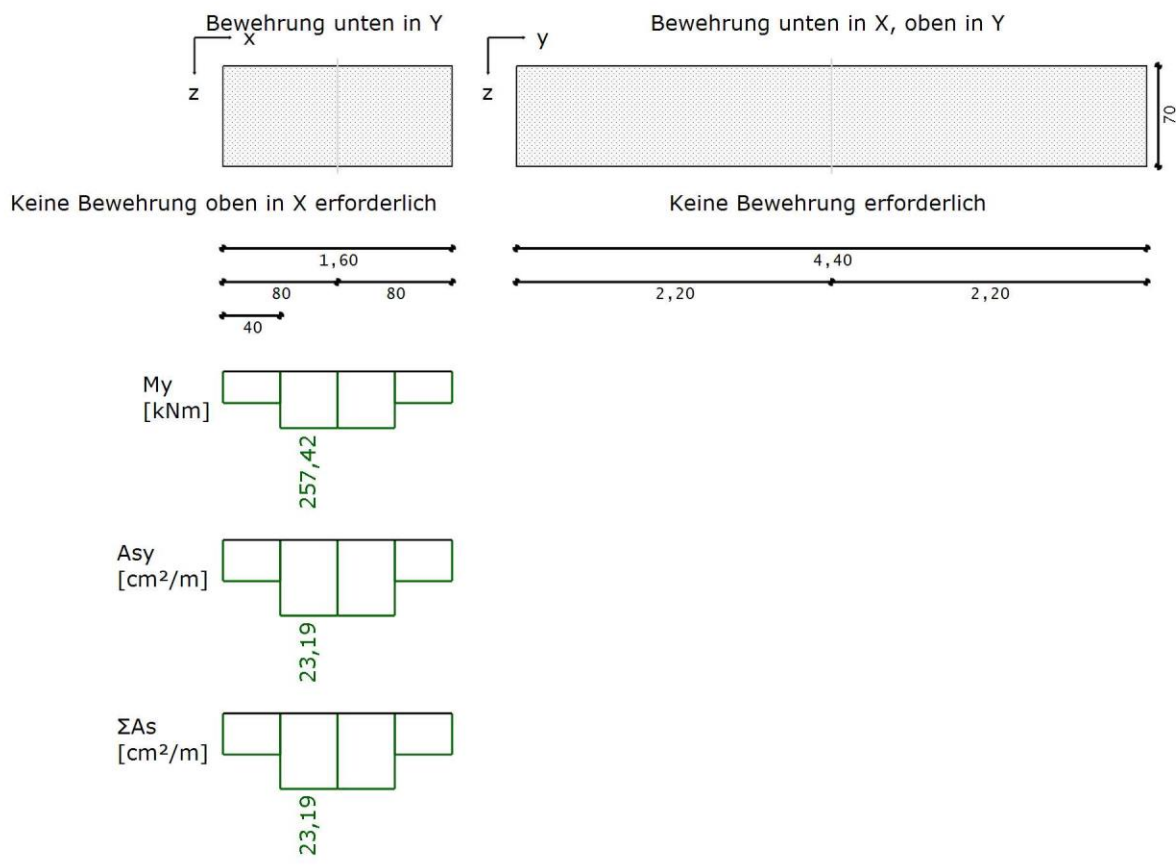 Bewehrung unten in Y
x
z
Keine Bewehrung oben in X erforderlich
1,60
80
80
40
Bewehrung unten in X, oben in Y
y
z
70
Keine Bewehrung erforderlich
4,40
2,20
2,20
My
[kNm]
257,42
Asy
[cm²/m]
23,19
ΣAs
[cm²/m]
23,19